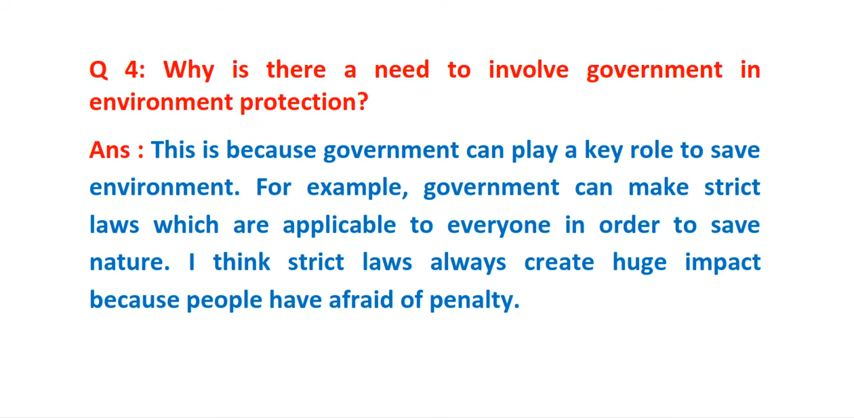 Q 4: Why is there a need to involve government in
environment protection?
Ans : This is because government can play a key role to save
environment. For example, government can make strict
laws which are applicable to everyone in order to save
nature. I think strict laws always create huge impact
because people have afraid of penalty.